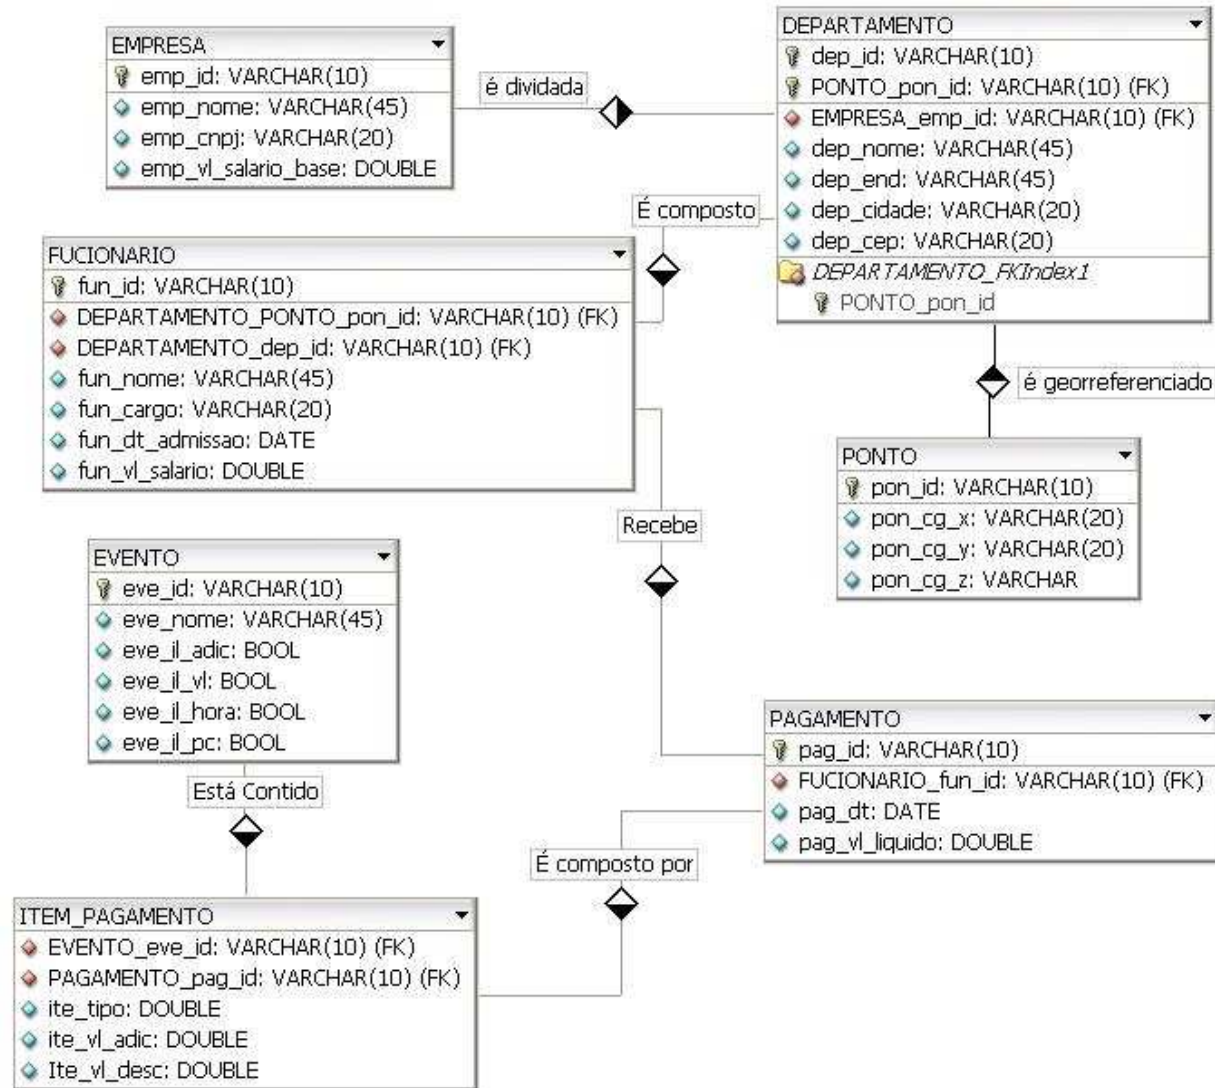 EMPRESA
emp_id: VARCHAR(10)
emp_nome: VARCHAR(45)
emp_cnpj: VARCHAR(20)
emp_vl_salario_base: DOUBLE
é dividada
DEPARTAMENTO
dep_id: VARCHAR(10)
PONTO_pon_id: VARCHAR(10) (FK)
EMPRESA_emp_id: VARCHAR(10) (FK)
dep_nome: VARCHAR(45)
dep_end: VARCHAR(45)
dep_cidade: VARCHAR(20)
dep_cep: VARCHAR(20)
DEPARTAMENTO_FKIndex1
PONTO_pon_id
É composto
FUCIONARIO
fun_id: VARCHAR(10)
DEPARTAMENTO_PONTO_pon_id: VARCHAR(10) (FK)
DEPARTAMENTO_dep_id: VARCHAR(10) (FK)
fun_nome: VARCHAR(45)
fun_cargo: VARCHAR(20)
fun_dt_admissao: DATE
fun_vl_salario: DOUBLE
é georreferenciado
PONTO
pon_id: VARCHAR(10)
pon_cg_x: VARCHAR(20)
pon_cg_y: VARCHAR(20)
pon_cg_z: VARCHAR
Recebe
EVENTO
eve_id: VARCHAR(10)
eve_nome: VARCHAR(45)
eve_il_adic: BOOL
eve_il_vl: BOOL
eve_il_hora: BOOL
eve_il_pc: BOOL
Está Contido
PAGAMENTO
pag_id: VARCHAR(10)
FUCIONARIO_fun_id: VARCHAR(10) (FK)
pag_dt: DATE
pag_vl_liquido: DOUBLE
É composto por
ITEM_PAGAMENTO
EVENTO_eve_id: VARCHAR(10) (FK)
PAGAMENTO_pag_id: VARCHAR(10) (FK)
ite_tipo: DOUBLE
ite_vl_adic: DOUBLE
Ite_vl_desc: DOUBLE